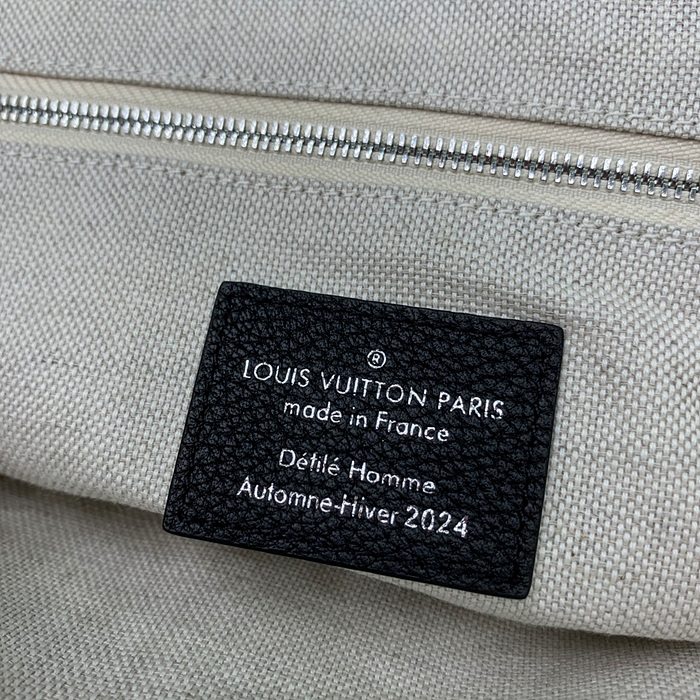 ®
LOUIS VUITTON PARIS
made in France
Défilé Homme
Automne-Hiver 2024